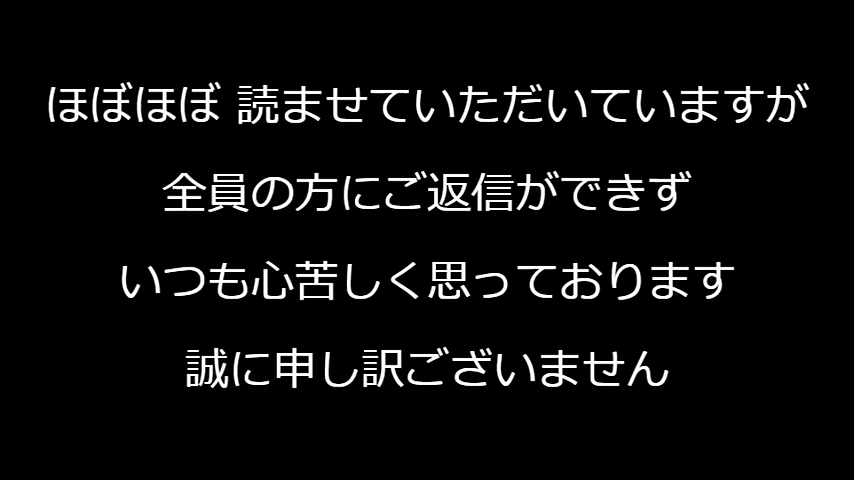 ほぼほぼ 読ませていただいていますが
全員の方にご返信ができず
いつも心苦しく思っております
誠に申し訳ございません